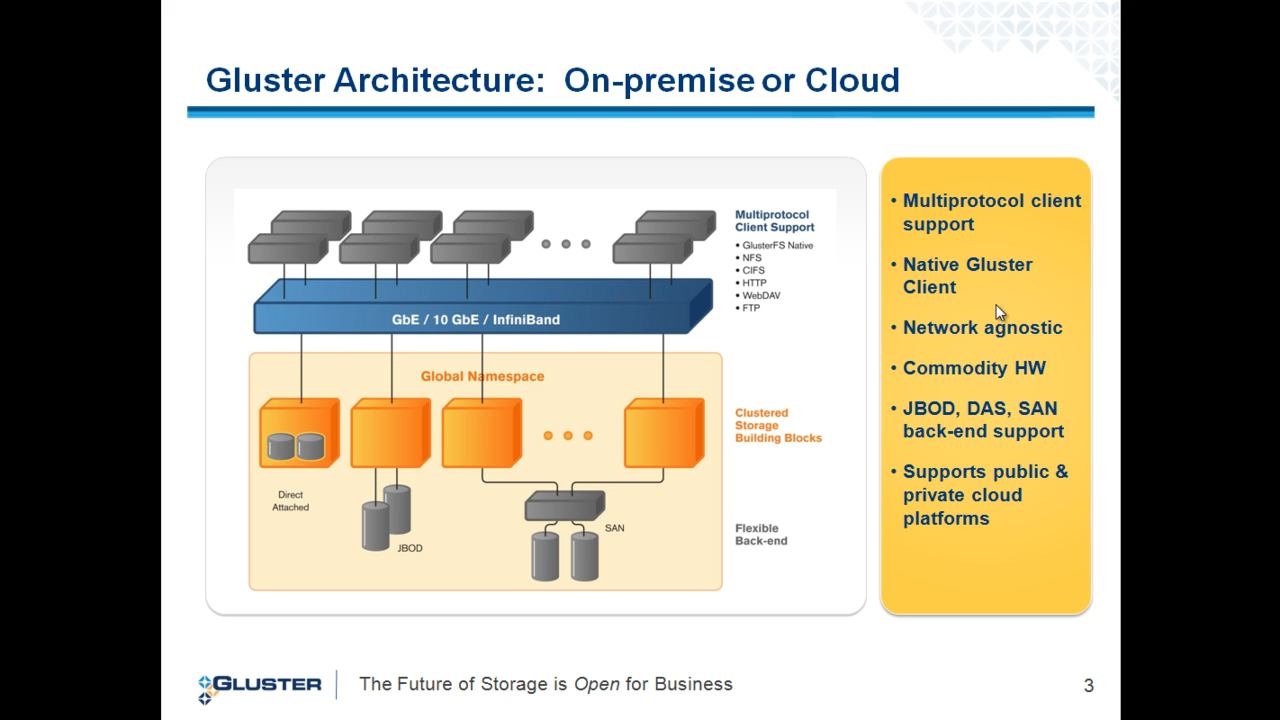 Gluster Architecture:  On-premise or Cloud
Multiprotocol
Client Support
• GlusterFS Native
• NFS
• CIFS
• HTTP
• WebDAV
• FTP
GbE / 10 GbE / InfiniBand
Global Namespace
Clustered
Storage
Building Blocks
Direct
Attached
JBOD
SAN
Flexible
Back-end
• Multiprotocol client
support
• Native Gluster
Client
• Network agnostic
• Commodity HW
• JBOD, DAS, SAN
back-end support
• Supports public &
private cloud
platforms
GLUSTER
The Future of Storage is Open for Business
3